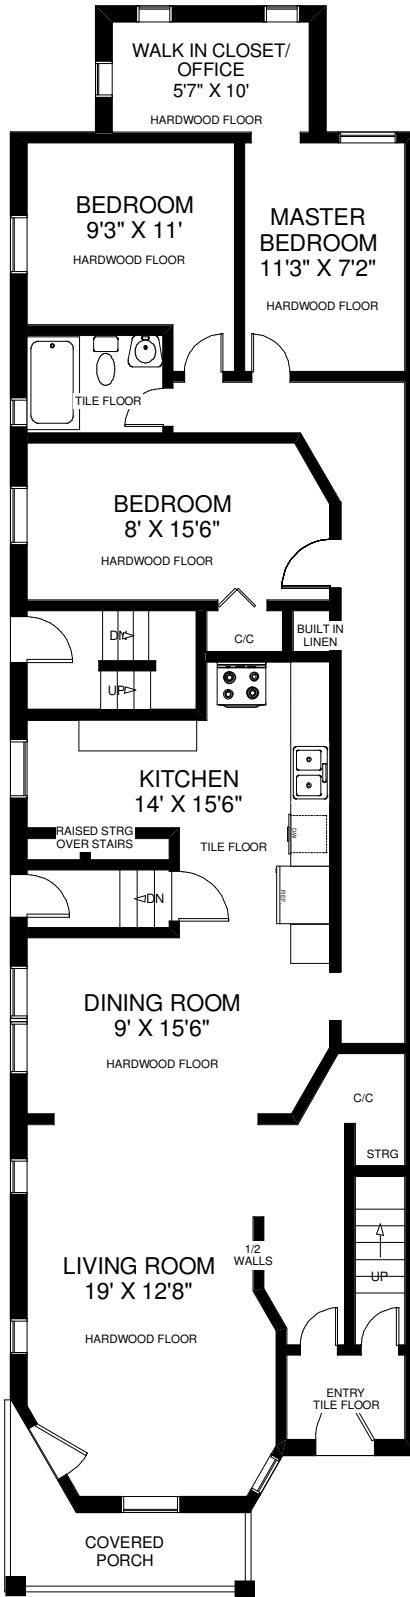 WALK IN CLOSET/
OFFICE
5'7" X 10'
HARDWOOD FLOOR
BEDROOM
9'3" X 11'
HARDWOOD FLOOR
MASTER
BEDROOM
11'3" X 7'2"
HARDWOOD FLOOR
TILE FLOOR
BEDROOM
8' X 15'6"
HARDWOOD FLOOR
DN
UP
C/C
BUILT IN
LINEN
KITCHEN
14' X 15'6"
TILE FLOOR
RAISED STRG
OVER STAIRS
D/W
REF
DN
DINING ROOM
9' X 15'6"
HARDWOOD FLOOR
C/C
STRG
1/2
WALLS
LIVING ROOM
19' X 12'8"
HARDWOOD FLOOR
UP
ENTRY
TILE FLOOR
COVERED
PORCH